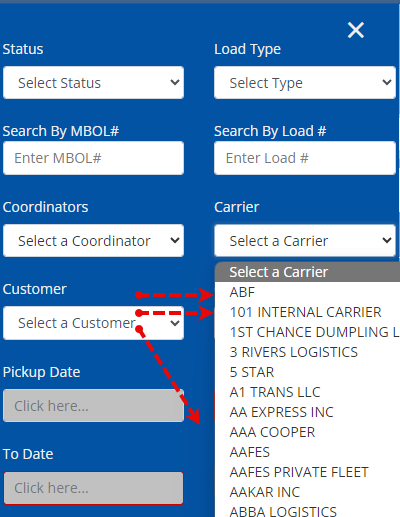 Status
Load Type
Select Status
Select Type
Search By MBOL#
Search By Load #
Enter MBOL#
Enter Load #
Coordinators
Carrier
Select a Coordinator
Select a Carrier
Select a Carrier
ABF
101 INTERNAL CARRIER
1ST CHANCE DUMPLING L
3 RIVERS LOGISTICS
5 STAR
A1 TRANS LLC
AA EXPRESS INC
AAA COOPER
AAFES
AAFES PRIVATE FLEET
AAKAR INC
ABBA LOGISTICS
Customer
Select a Customer
Pickup Date
Click here...
To Date
Click here...